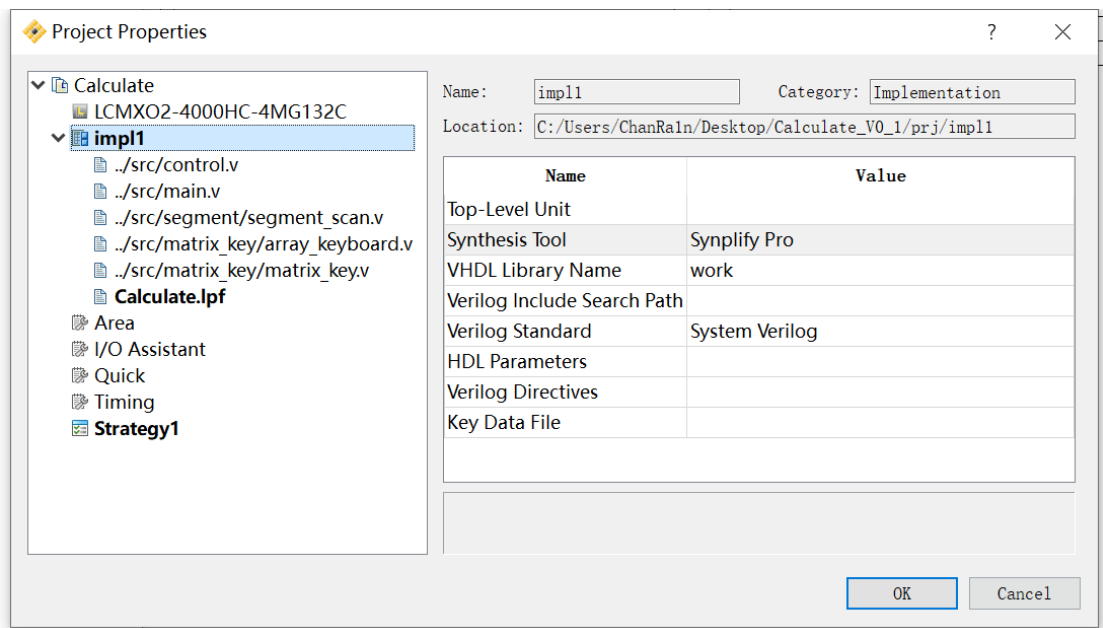 Project Properties
?
Calculate
LCMXO2-4000HC-4MG132C
impl1
../src/control.v
../src/main.v
../src/segment/segment_scan.v
../src/matrix_key/array_keyboard.v
../src/matrix_key/matrix_key.v
Calculate.lpf
Area
I/O Assistant
Quick
Timing
Strategy1
Name: impl1 Category: Implementation
Location: C:/Users/ChanRa1n/Desktop/Calculate_V0_1/prj/impl1
Name Value
Top-Level Unit
Synthesis Tool Synplify Pro
VHDL Library Name work
Verilog Include Search Path
Verilog Standard System Verilog
HDL Parameters
Verilog Directives
Key Data File
OK Cancel